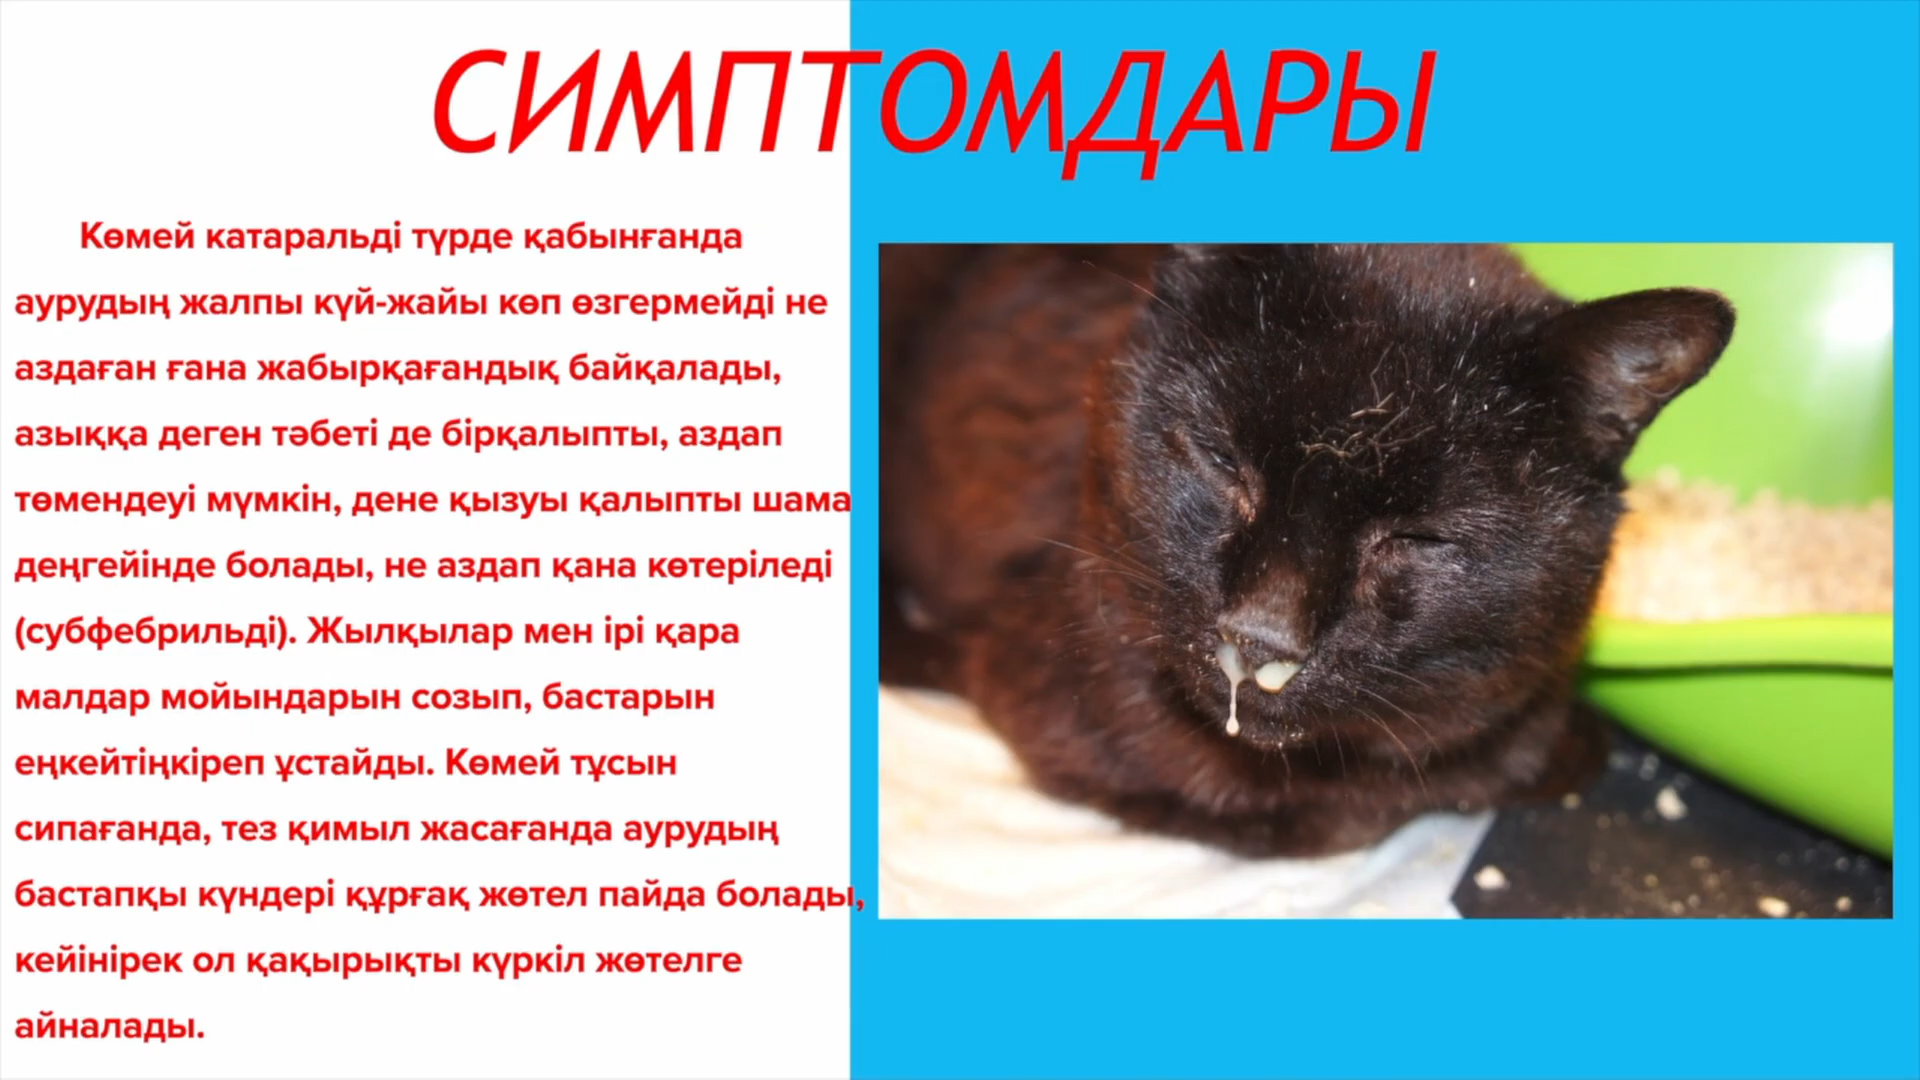 СИМПТОМДАРЫ
Көмей катаральді түрде қабынғанда
аурудың жалпы күй-жайы көп өзгермейді не
аздаған ғана жабырқағандық байқалады,
азыққа деген тәбеті де бірқалыпты, аздап
төмендеуі мүмкін, дене қызуы қалыпты шама
деңгейінде болады, не аздап қана көтеріледі
(субфебрильді). Жылқылар мен ірі қара
малдар мойындарын созып, бастарын
еңкейтіңкіреп ұстайды. Көмей тұсын
сипағанда, тез қимыл жасағанда аурудың
бастапқы күндері құрғақ жөтел пайда болады,
кейінірек ол қақырықты күркіл жөтелге
айналады.